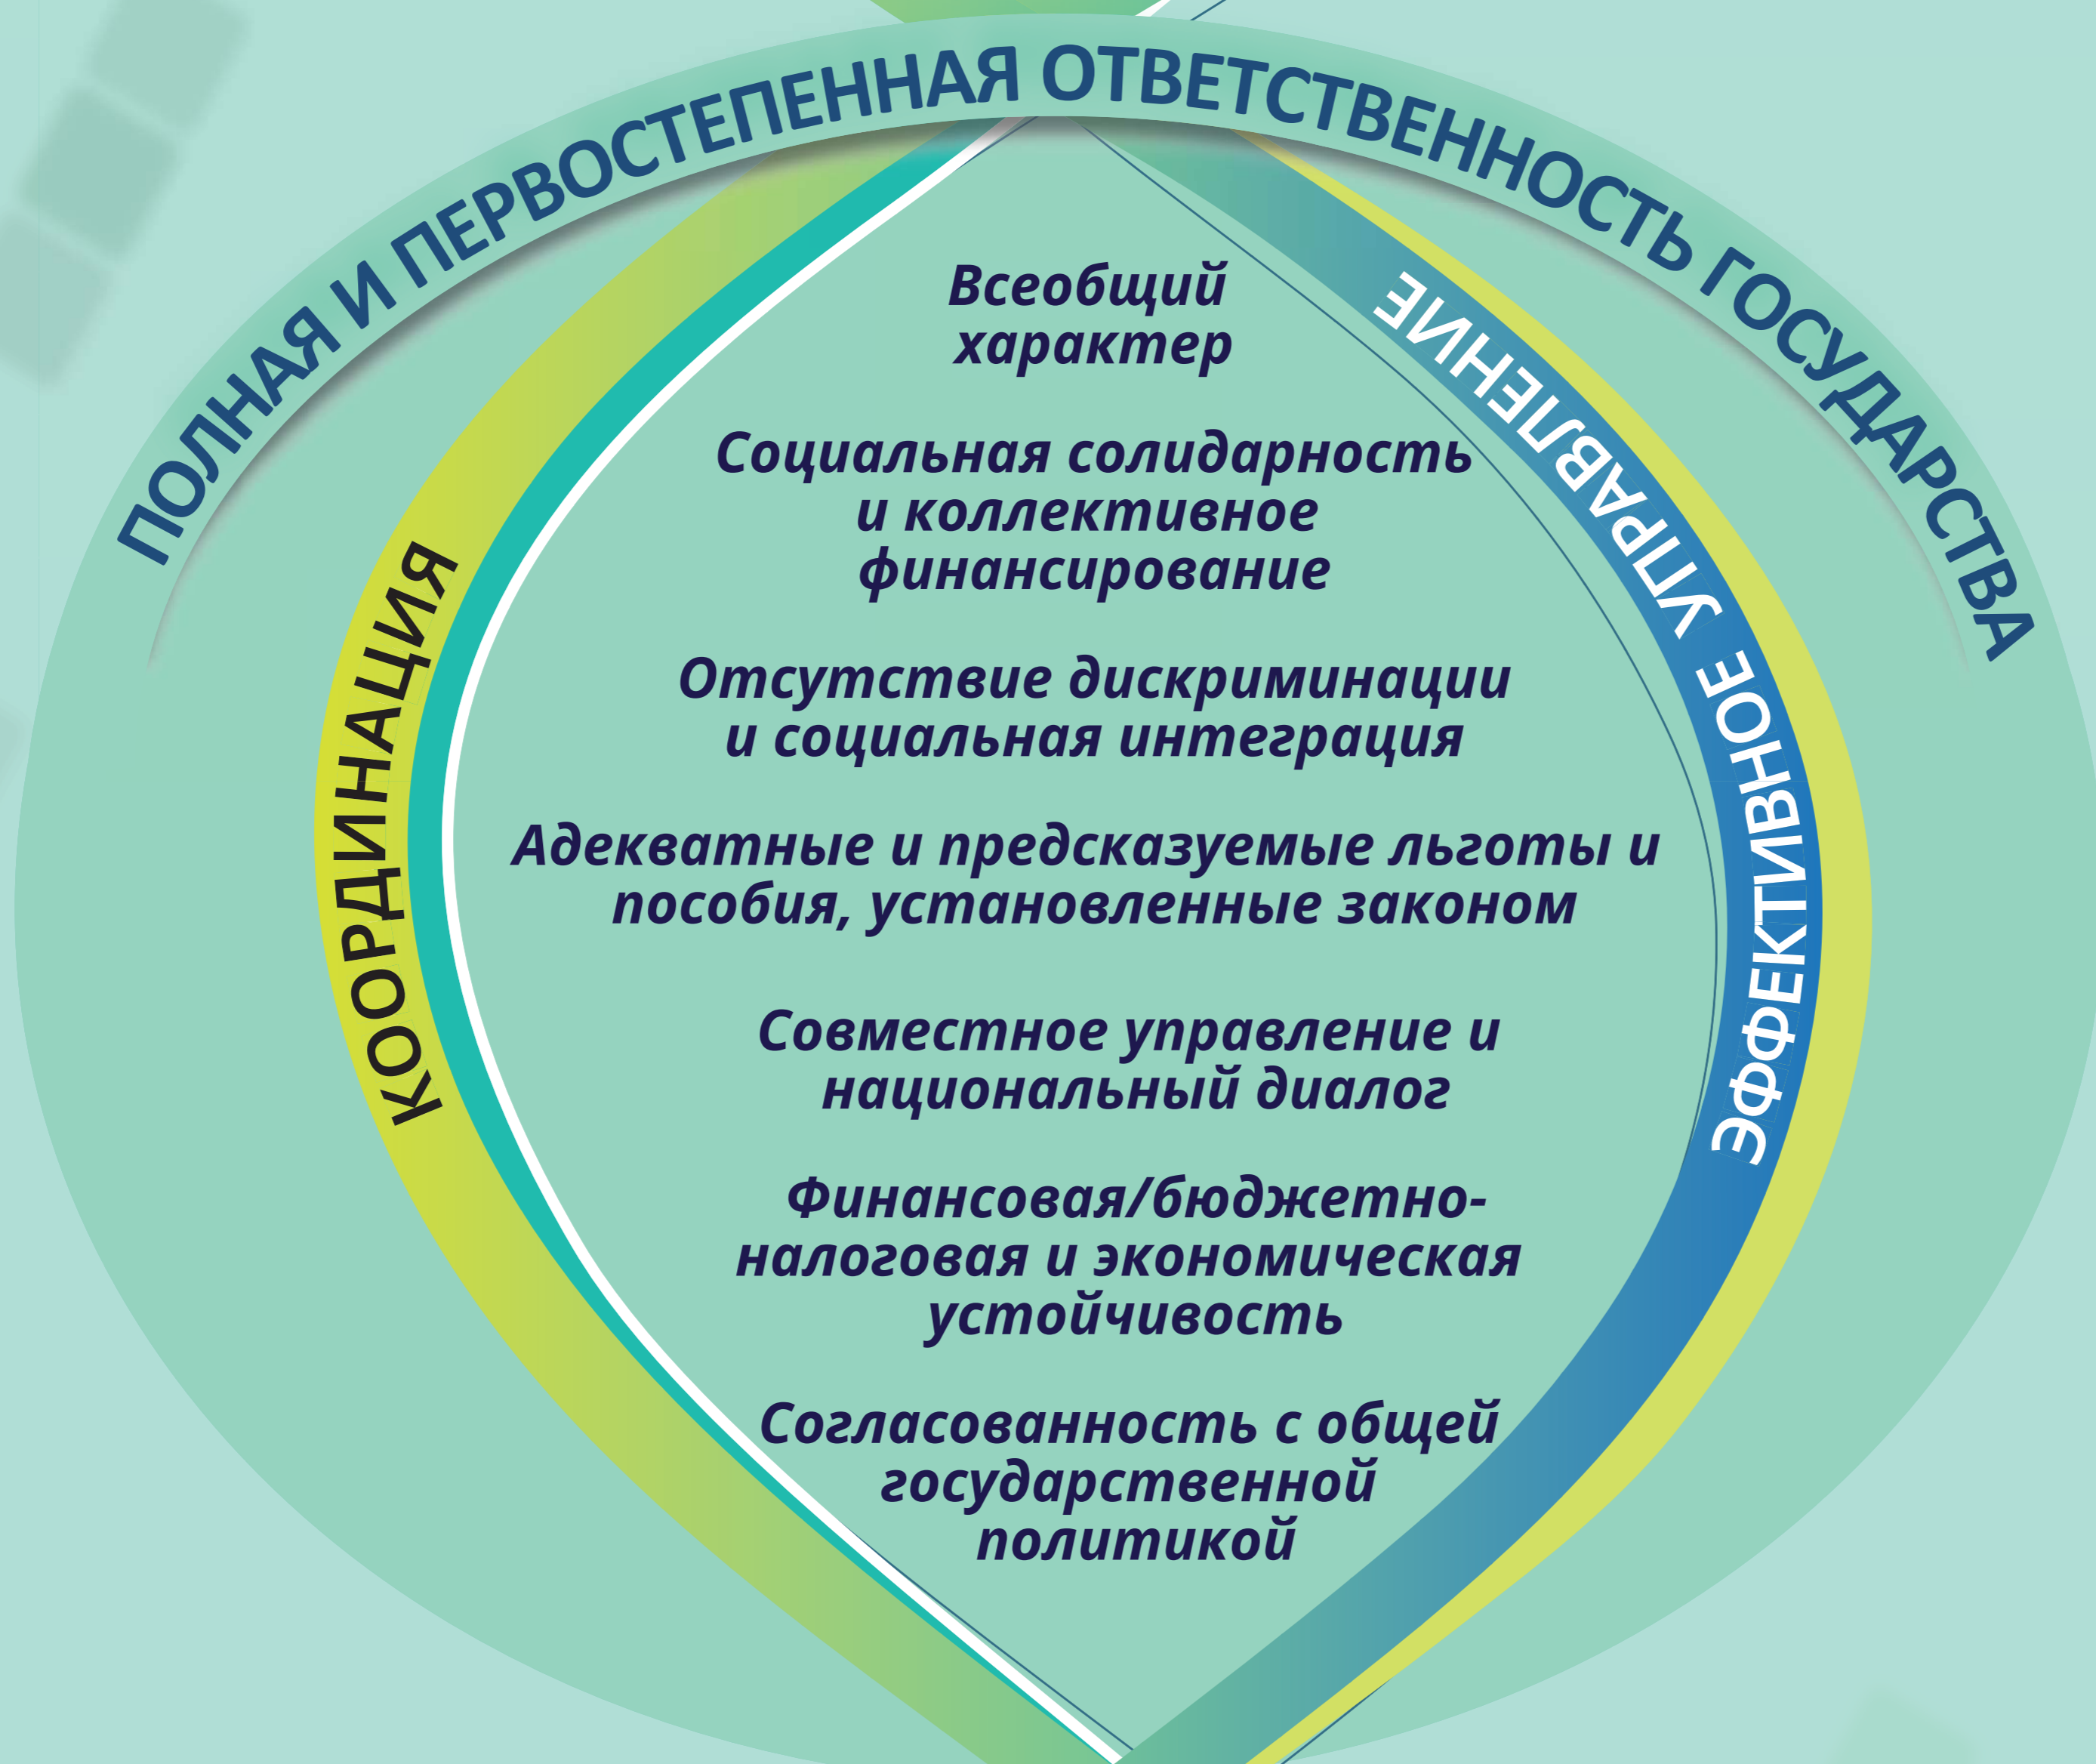 ПОЛНАЯ И ПЕРВОСТЕПЕННАЯ ОТВЕТСТВЕННОСТЬ ГОСУДАРСТВА
КООРДИНАЦИЯ
Всеобщий
характер
Социальная солидарность
и коллективное
финансирование
Отсутствие дискриминации
и социальная интеграция
Адекватные и предсказуемые льготы и
пособия, установленные законом
Совместное управление и
национальный диалог
Финансовая/бюджетно-
налоговая и экономическая
устойчивость
Согласованность с общей
государственной
политикой
ЭФФЕКТИВНОЕ УПРАВЛЕНИЕ